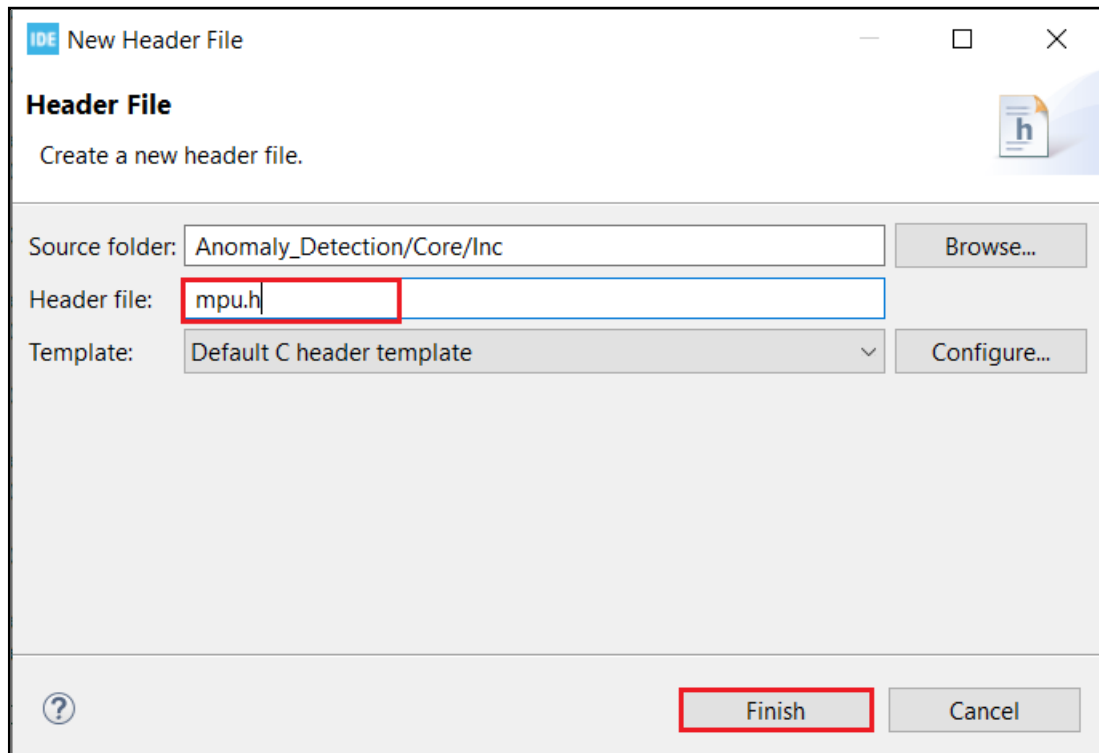 IDE New Header File
Header File
Create a new header file.
h
Source folder: Anomaly_Detection/Core/Inc Browse...
Header file: mpu.h
Template: Default C header template Configure...
? Finish Cancel